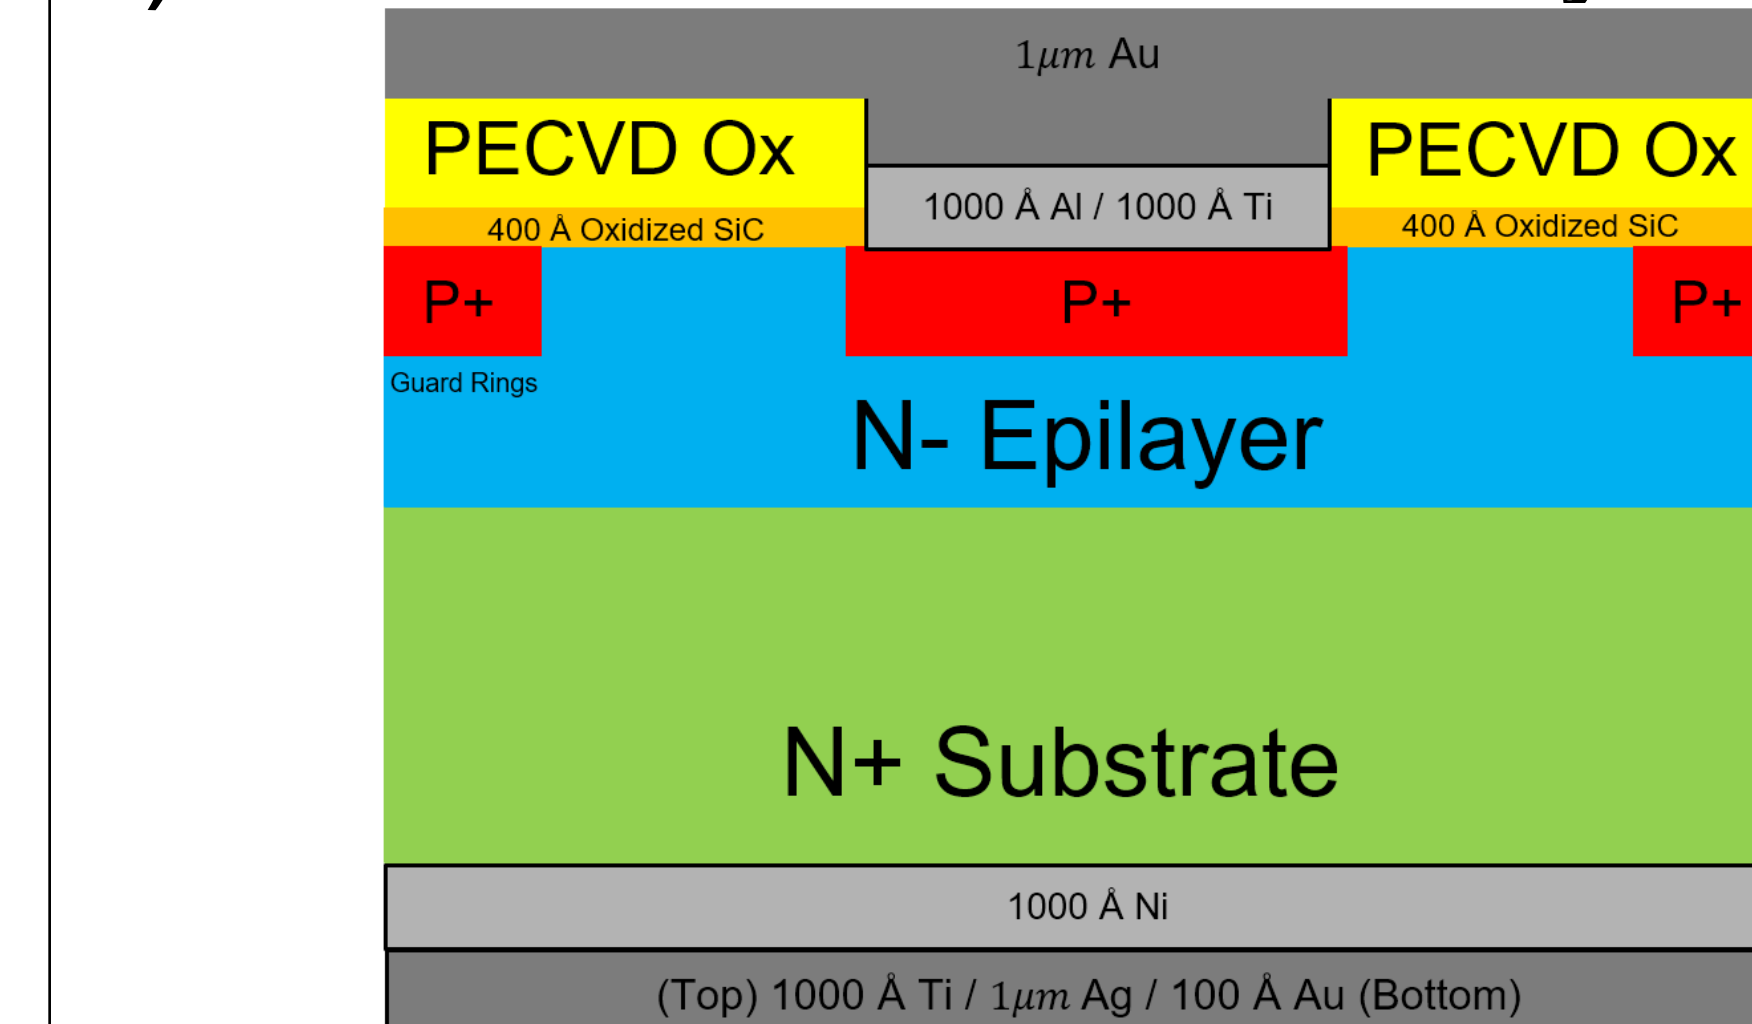 1μm Au
PECVD Ox
PECVD Ox
1000 Å Al / 1000 Å Ti
400 Å Oxidized SiC
400 Å Oxidized SiC
P+
P+
P+
Guard Rings
N- Epilayer
N+ Substrate
1000 Å Ni
(Top) 1000 Å Ti / 1μm Ag / 100 Å Au (Bottom)